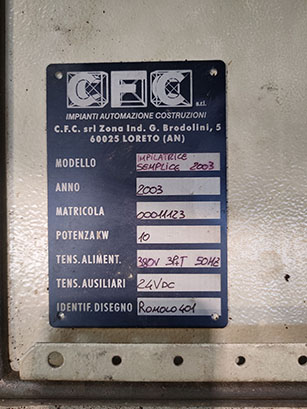 CFC s.r.l.
IMPIANTI AUTOMAZIONE COSTRUZIONI
C.F.C. srl Zona Ind. G. Brodolini, 5
60025 LORETO (AN)
MODELLO IMPILATRICE
SEMPLICE 2003
ANNO 2003
MATRICOLA 00011123
POTENZA KW 10
TENS. ALIMENT. 380V 3P+T 50HZ
TENS. AUSILIARI 24VDC
IDENTIF. DISEGNO ROMOLO 401